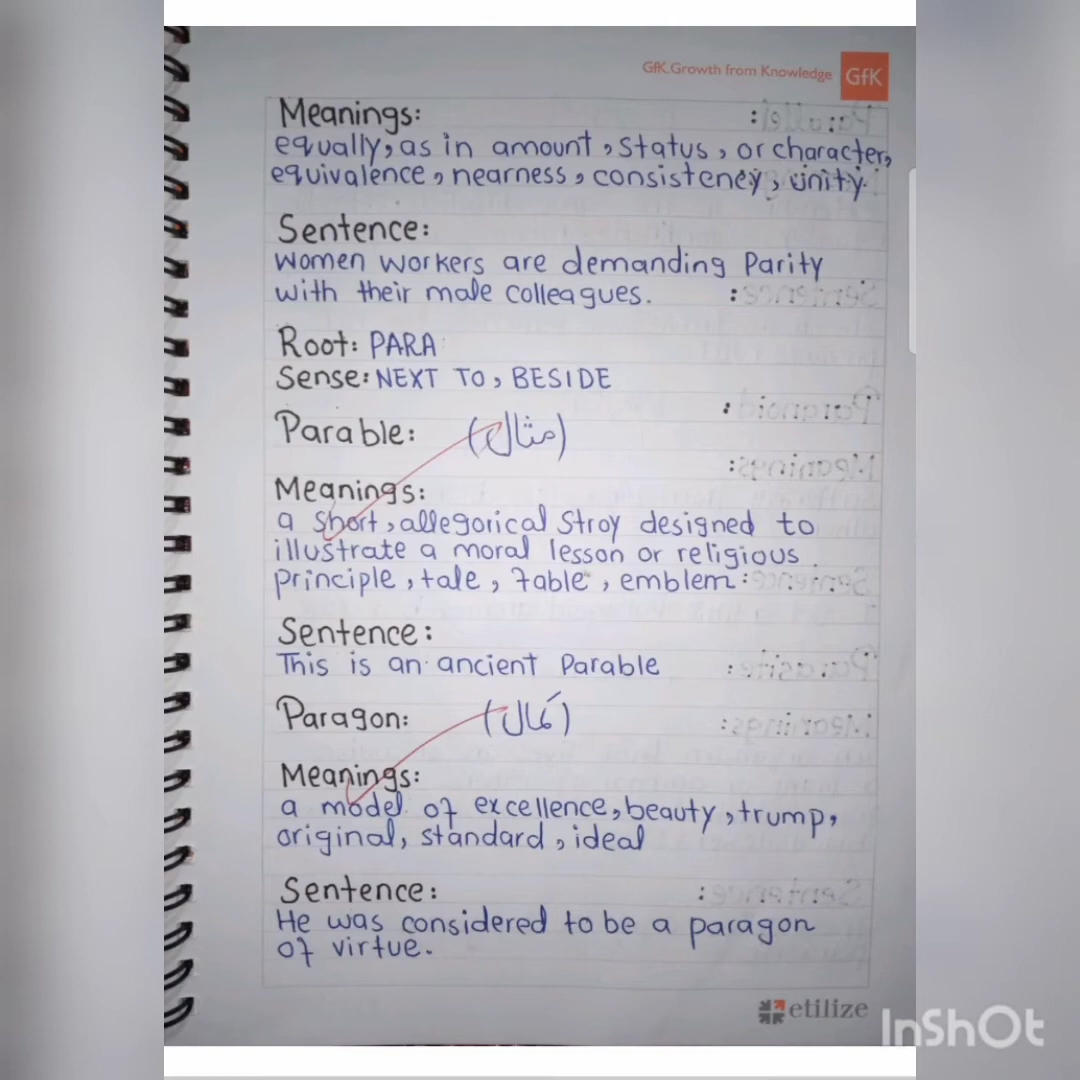 GfK.Growth from Knowledge GfK
Meanings:
equally, as in amount, status, or character,
equivalence, nearness, consistency, unity.
Sentence:
Women workers are demanding Parity
with their male colleagues.
Root: PARA
Sense: NEXT TO, BESIDE
Parable: (مثال)
Meanings:
a short, allegorical Stroy designed to
illustrate a moral lesson or religious
principle, tale, fable, emblem
Sentence:
This is an ancient Parable
Paragon: (کمال)
Meanings:
a model of excellence, beauty, trump,
original, standard, ideal
Sentence:
He was considered to be a paragon
of virtue.
etilize
InShOt